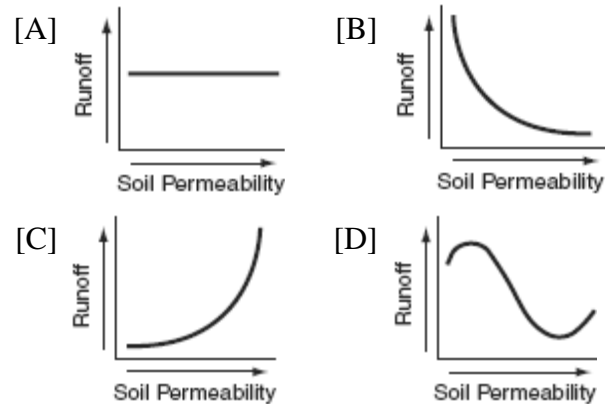 [A]
Runoff
Soil Permeability
[B]
Runoff
Soil Permeability
[C]
Runoff
Soil Permeability
[D]
Runoff
Soil Permeability